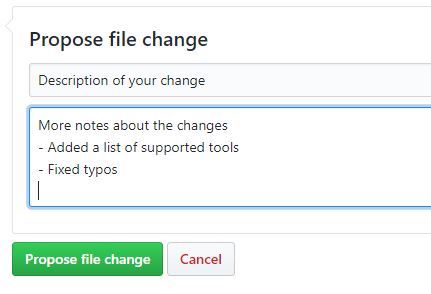 Propose file change
Description of your change
More notes about the changes
- Added a list of supported tools
- Fixed typos
Propose file change
Cancel